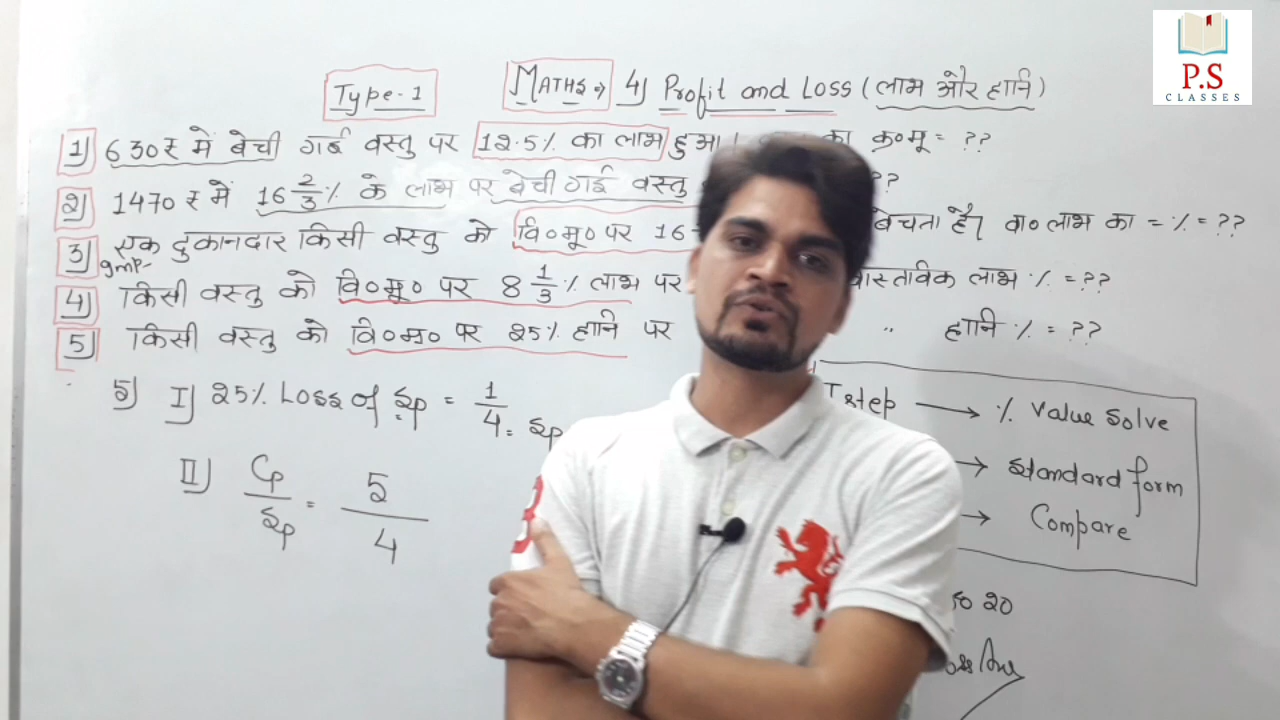 P.S
CLASSES
Type-1
MATHS⇒ 4) Profit and Loss (लाभ और हानि)
1) 630₹ में बेची गई वस्तु पर 12.5% का लाभ हुआ। का क्र०मू = ??
2) 1470 ₹ में 16 2/3 % के लाभ पर बेची गई वस्तु ??
3) एक दुकानदार किसी वस्तु को वि०मू० पर 16 बेचता है, वा० लाभ का = % = ??
Imp-
4) किसी वस्तु को वि०मू० पर 8 1/3 % लाभ पर वास्तविक लाभ % = ??
5) किसी वस्तु को वि०मू० पर 25% हानि पर " हानि % = ??
5) I) 25% Loss of Sp = 1/4 = Sp
II) Cp/Sp = 5/4
I step → % Value Solve
→ Standard form
→ Compare
20
Ans